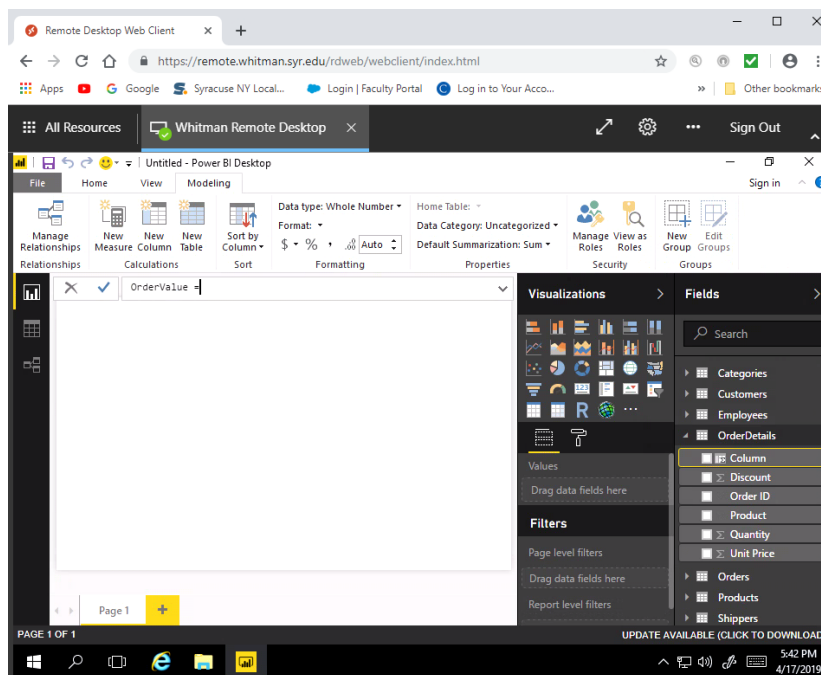 Remote Desktop Web Client
https://remote.whitman.syr.edu/rdweb/webclient/index.html
Apps Google Syracuse NY Local... Login | Faculty Portal Log in to Your Acco... » Other bookmarks
All Resources Whitman Remote Desktop Sign Out
Untitled - Power BI Desktop
File Home View Modeling Sign in
Manage Relationships
New Measure
New Column
New Table
Sort by Column
Data type: Whole Number
Format:
$ % , .00 Auto
Home Table:
Data Category: Uncategorized
Default Summarization: Sum
Manage Roles
View as Roles
New Group
Edit Groups
Relationships Calculations Sort Formatting Properties Security Groups
OrderValue =
Visualizations
123
R
Values
Drag data fields here
Filters
Page level filters
Drag data fields here
Report level filters
Fields
Search
Categories
Customers
Employees
OrderDetails
Column
Σ Discount
Order ID
Product
Σ Quantity
Σ Unit Price
Orders
Products
Shippers
Page 1
PAGE 1 OF 1 UPDATE AVAILABLE (CLICK TO DOWNLOAD
5:42 PM
4/17/2019